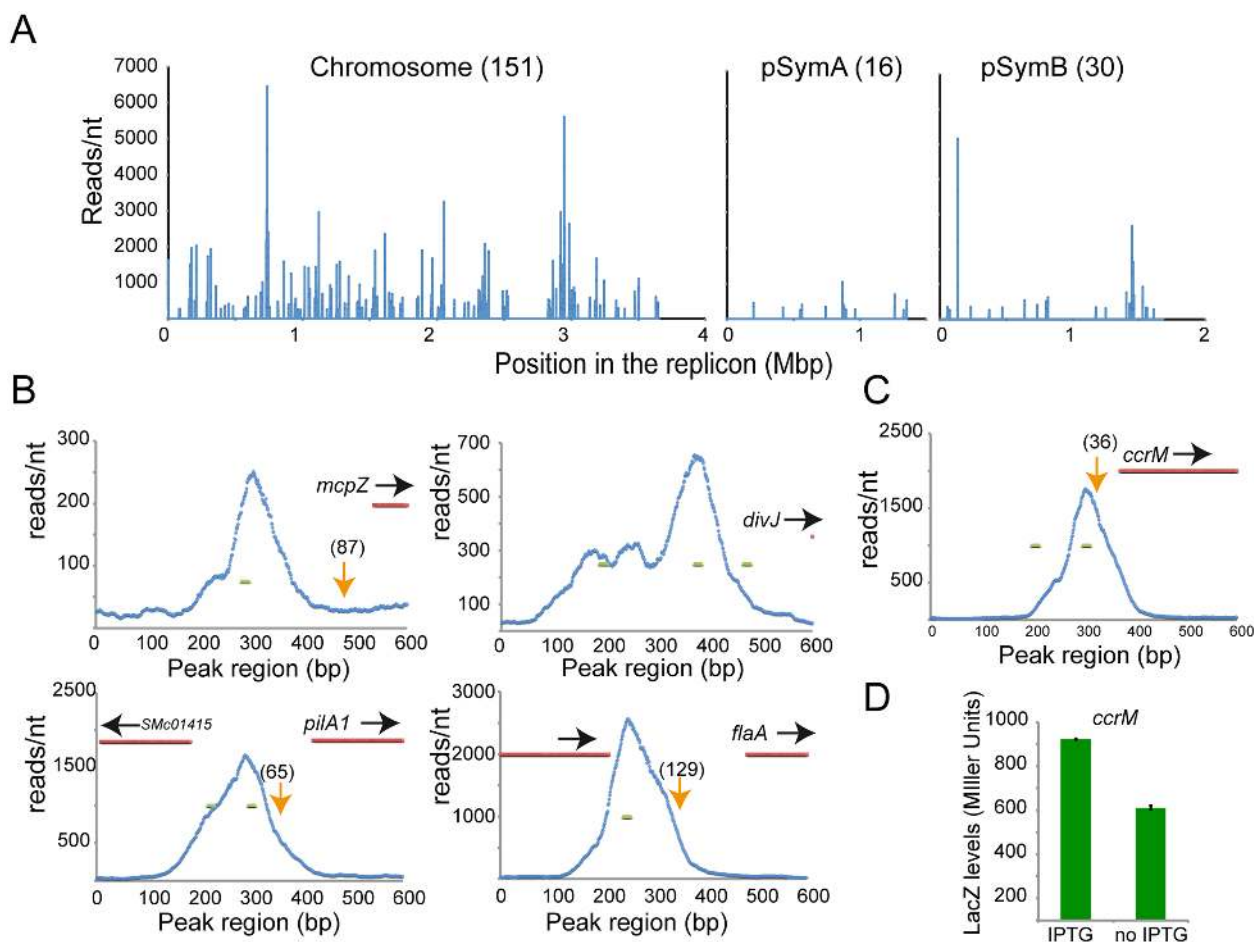 A
Chromosome (151)
pSymA (16)
pSymB (30)
Reads/nt
7000
6000
5000
4000
3000
2000
1000
0 1 2 3 4
0 1
0 1 2
Position in the replicon (Mbp)
B
reads/nt
300
200
100
mcpZ
(87)
0 100 200 300 400 500 600
Peak region (bp)
reads/nt
700
500
300
100
divJ
0 100 200 300 400 500 600
Peak region (bp)
C
reads/nt
2500
1500
500
(36)
ccrM
0 100 200 300 400 500 600
Peak region (bp)
reads/nt
2500
1500
1000
500
SMc01415
pilA1
(65)
0 100 200 300 400 500 600
Peak region (bp)
reads/nt
3000
2000
1000
flaA
(129)
0 100 200 300 400 500 600
Peak region (bp)
D
LacZ levels (MIller Units)
1000
800
600
400
200
ccrM
IPTG no IPTG